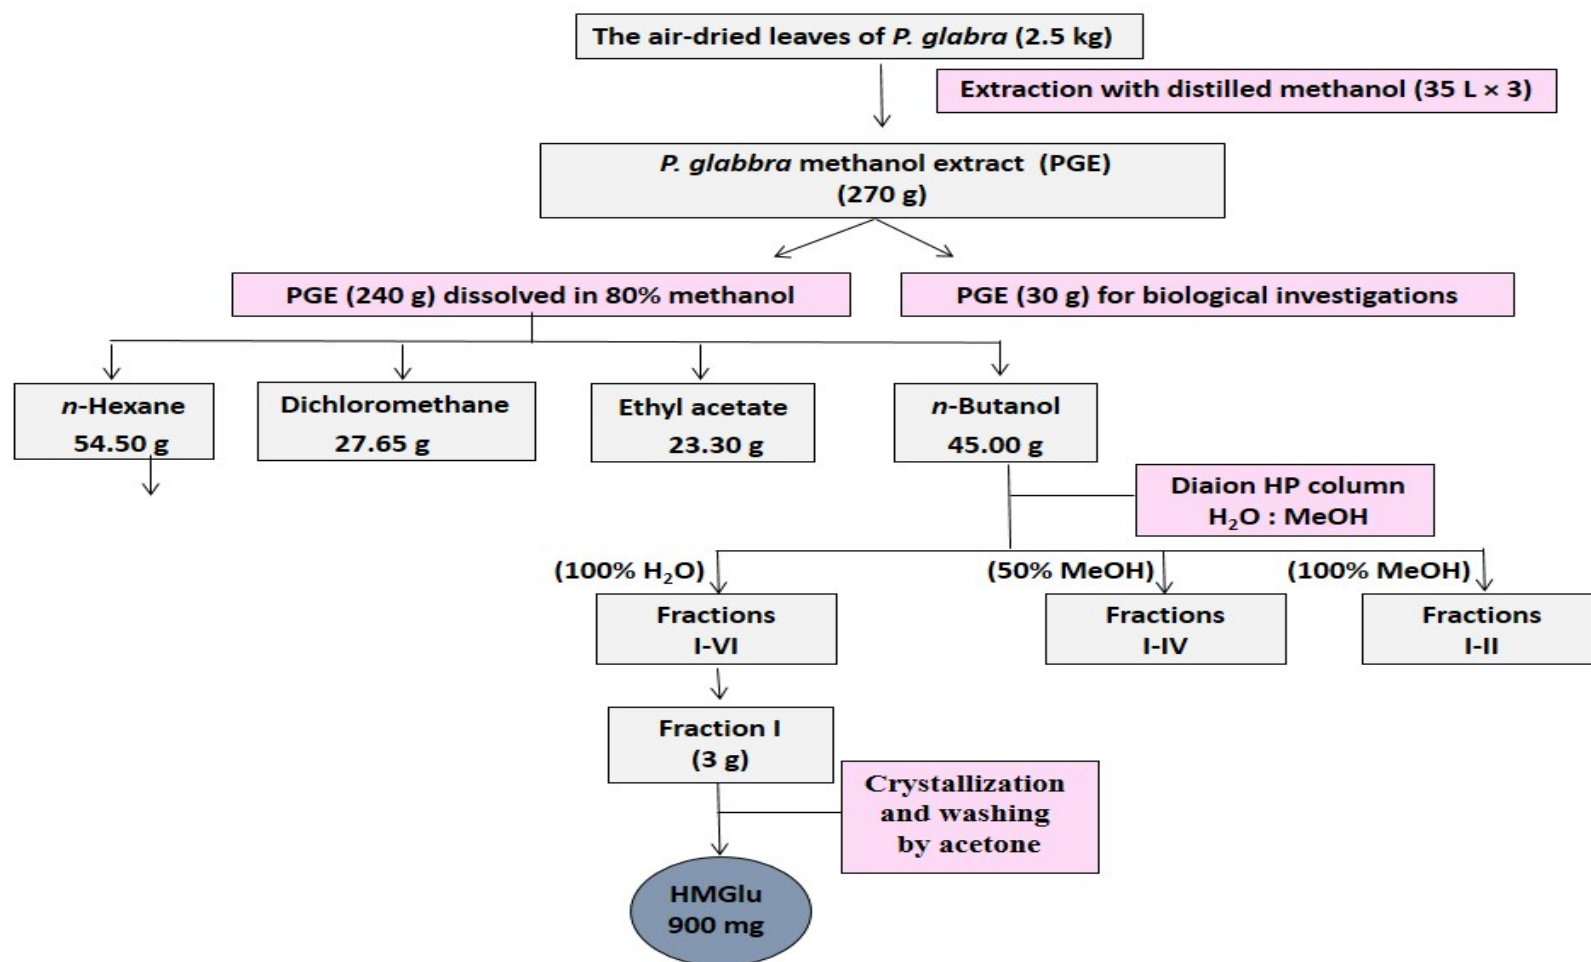 The air-dried leaves of P. glabra (2.5 kg)
Extraction with distilled methanol (35 L × 3)
P. glabbra methanol extract (PGE)
(270 g)
PGE (240 g) dissolved in 80% methanol
PGE (30 g) for biological investigations
n-Hexane
54.50 g
Dichloromethane
27.65 g
Ethyl acetate
23.30 g
n-Butanol
45.00 g
Diaion HP column
H₂O : MeOH
(100% H₂O)
(50% MeOH)
(100% MeOH)
Fractions
I-VI
Fractions
I-IV
Fractions
I-II
Fraction I
(3 g)
Crystallization
and washing
by acetone
HMGlu
900 mg